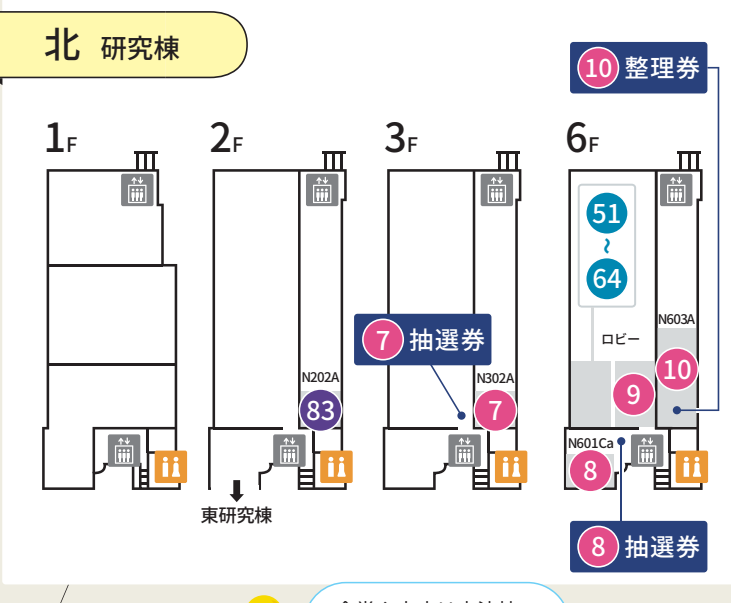 北 研究棟
10 整理券
1F
2F
3F
6F
51
~
64
N603A
7 抽選券
ロビー
N202A
N302A
10
83
7
9
N601Ca
8
東研究棟
8 抽選券